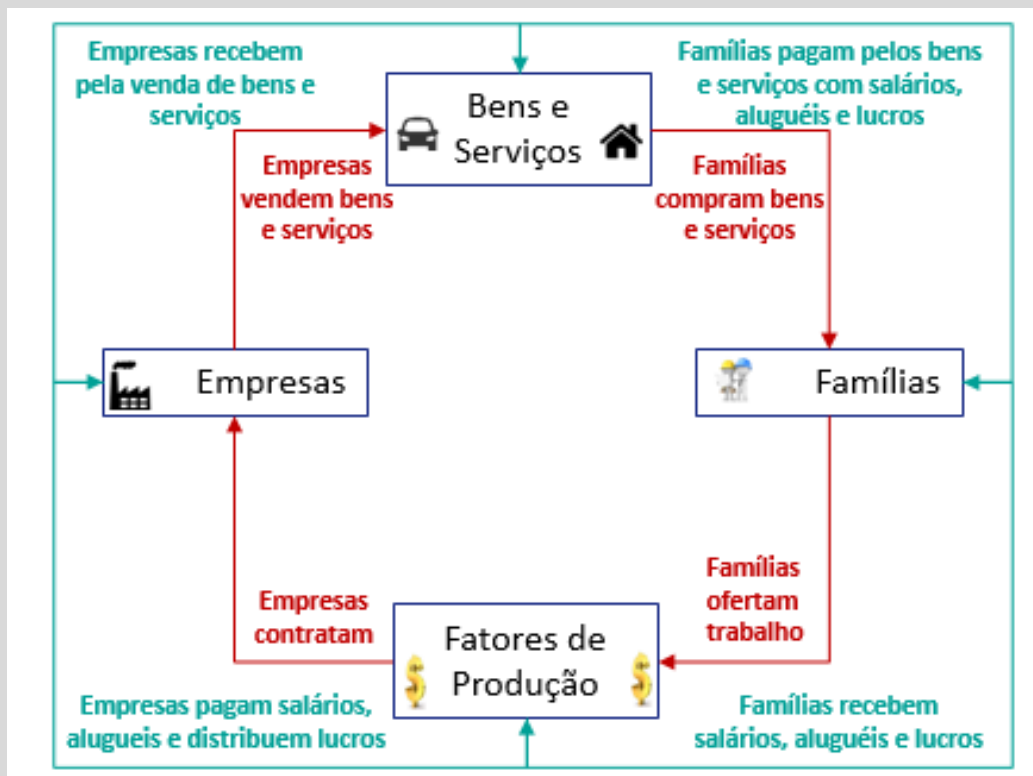 Empresas recebem
pela venda de bens e
serviços
Famílias pagam pelos bens
e serviços com salários,
aluguéis e lucros
Bens e
Serviços
Empresas
vendem bens
e serviços
Famílias
compram bens
e serviços
Empresas
Famílias
Empresas
contratam
Famílias
ofertam
trabalho
Fatores de
Produção
Empresas pagam salários,
alugueis e distribuem lucros
Famílias recebem
salários, aluguéis e lucros